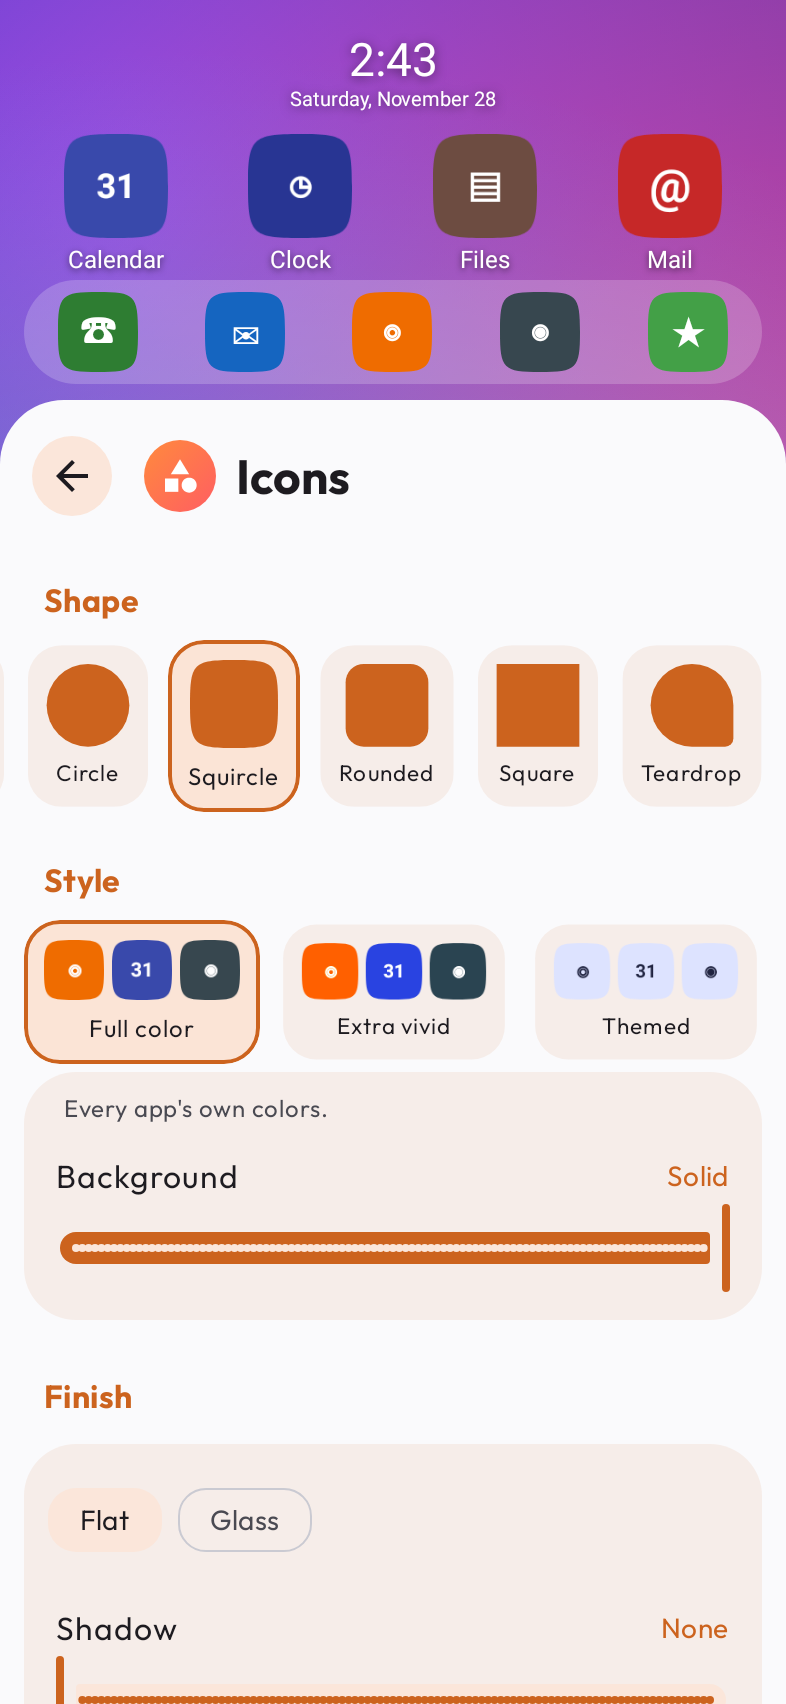 2:43
Saturday, November 28
31
@
Calendar Clock Files Mail
Icons
Shape
Circle Squircle Rounded Square Teardrop
Style
31 31 31
Full color Extra vivid Themed
Every app's own colors.
Background Solid
Finish
Flat Glass
Shadow None